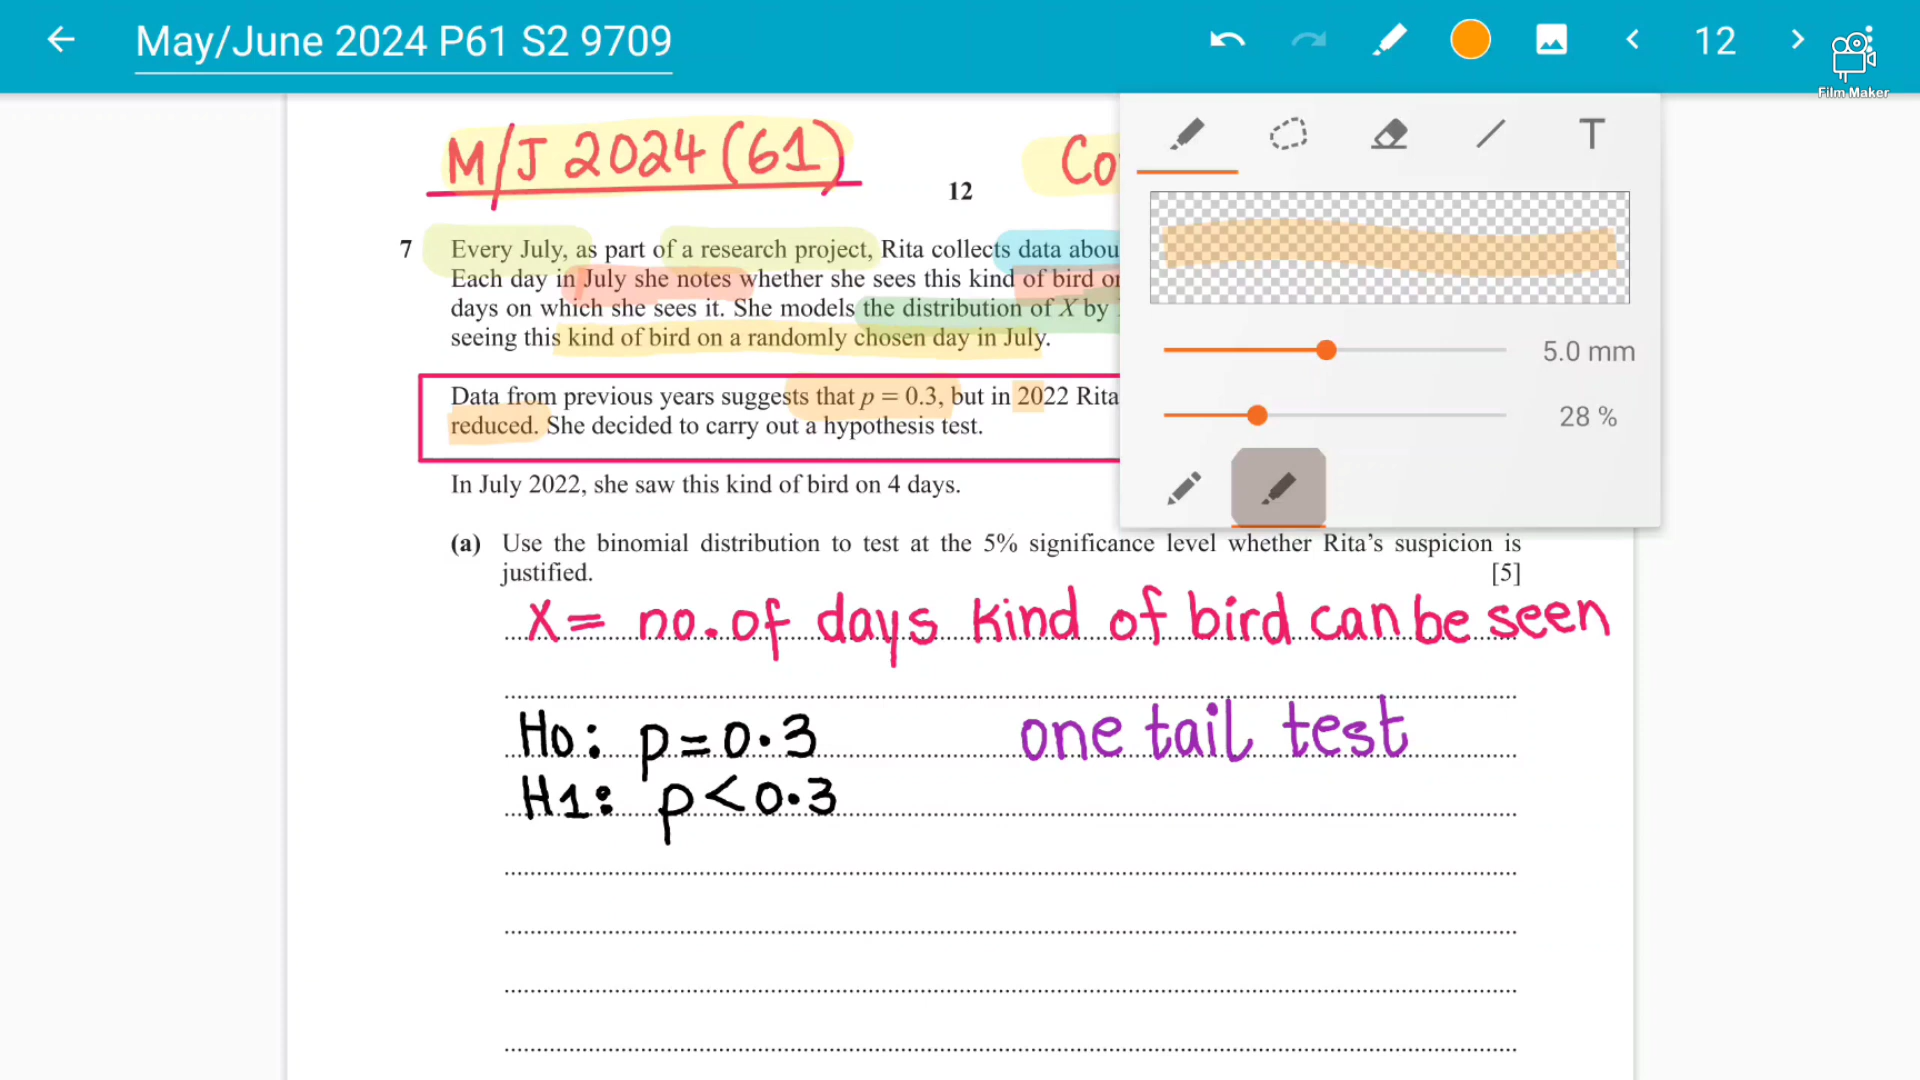 May/June 2024 P61 S2 9709
12
Film Maker
M/J 2024 (61)
Co
12
T
5.0 mm
28 %
7 Every July, as part of a research project, Rita collects data abou
Each day in July she notes whether she sees this kind of bird or
days on which she sees it. She models the distribution of X by
seeing this kind of bird on a randomly chosen day in July.
Data from previous years suggests that p = 0.3, but in 2022 Rita
reduced. She decided to carry out a hypothesis test.
In July 2022, she saw this kind of bird on 4 days.
(a) Use the binomial distribution to test at the 5% significance level whether Rita's suspicion is
justified. [5]
X = no. of days kind of bird can be seen
H0: p = 0.3 one tail test
H1: p < 0.3